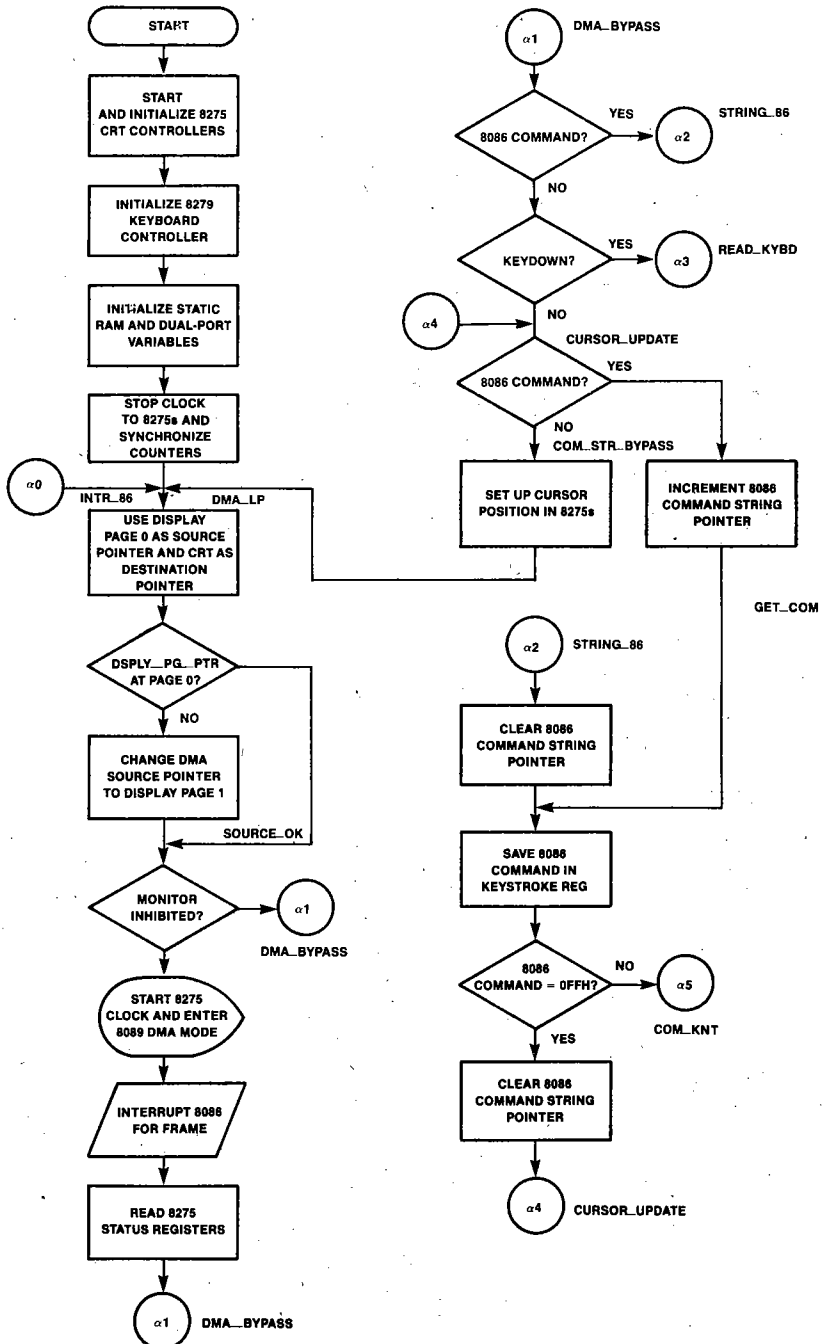 START
START
AND INITIALIZE 8275
CRT CONTROLLERS
INITIALIZE 8279
KEYBOARD
CONTROLLER
INITIALIZE STATIC
RAM AND DUAL-PORT
VARIABLES
STOP CLOCK
TO 8275s AND
SYNCHRONIZE
COUNTERS
α0
INTR_86
DMA_LP
USE DISPLAY
PAGE 0 AS SOURCE
POINTER AND CRT AS
DESTINATION
POINTER
DSPLY_PG_PTR
AT PAGE 0?
NO
CHANGE DMA
SOURCE POINTER
TO DISPLAY PAGE 1
SOURCE_OK
MONITOR
INHIBITED?
α1
DMA_BYPASS
START 8275
CLOCK AND ENTER
8089 DMA MODE
INTERRUPT 8086
FOR FRAME
READ 8275
STATUS REGISTERS
α1
DMA_BYPASS
α1
DMA_BYPASS
8086 COMMAND?
YES
α2
STRING_86
NO
KEYDOWN?
YES
α3
READ_KYBD
NO
α4
CURSOR_UPDATE
8086 COMMAND?
YES
NO
COM_STR_BYPASS
SET UP CURSOR
POSITION IN 8275s
INCREMENT 8086
COMMAND STRING
POINTER
GET_COM
α2
STRING_86
CLEAR 8086
COMMAND STRING
POINTER
SAVE 8086
COMMAND IN
KEYSTROKE REG
8086
COMMAND = 0FFH?
NO
α5
COM_KNT
YES
CLEAR 8086
COMMAND STRING
POINTER
α4
CURSOR_UPDATE